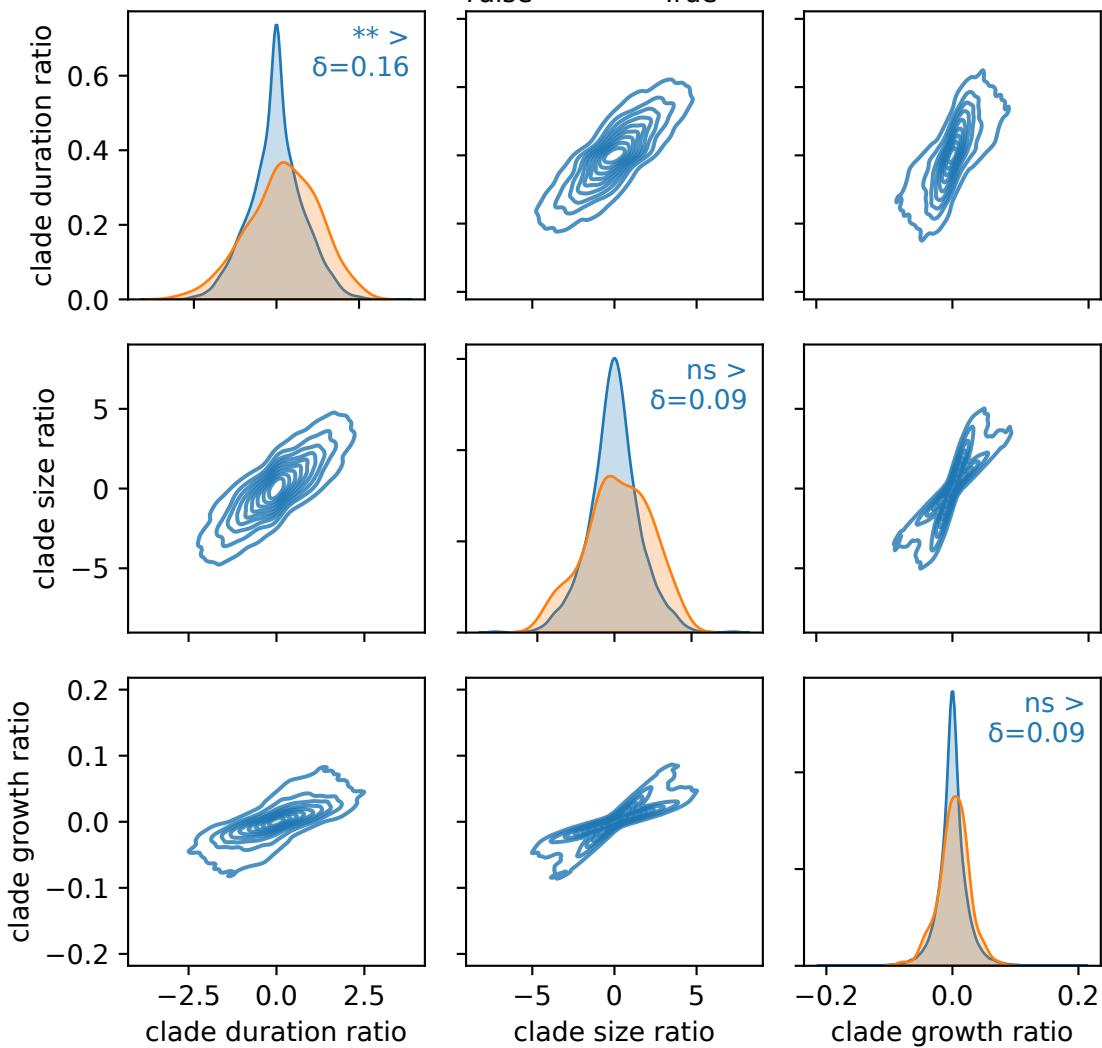 True
clade duration ratio
0.6
0.4
0.2
0.0
** >
δ=0.16
clade size ratio
5
0
−5
ns >
δ=0.09
clade growth ratio
0.2
0.1
0.0
−0.1
−0.2
ns >
δ=0.09
−2.5 0.0 2.5
−5 0 5
−0.2 0.0 0.2
clade duration ratio
clade size ratio
clade growth ratio